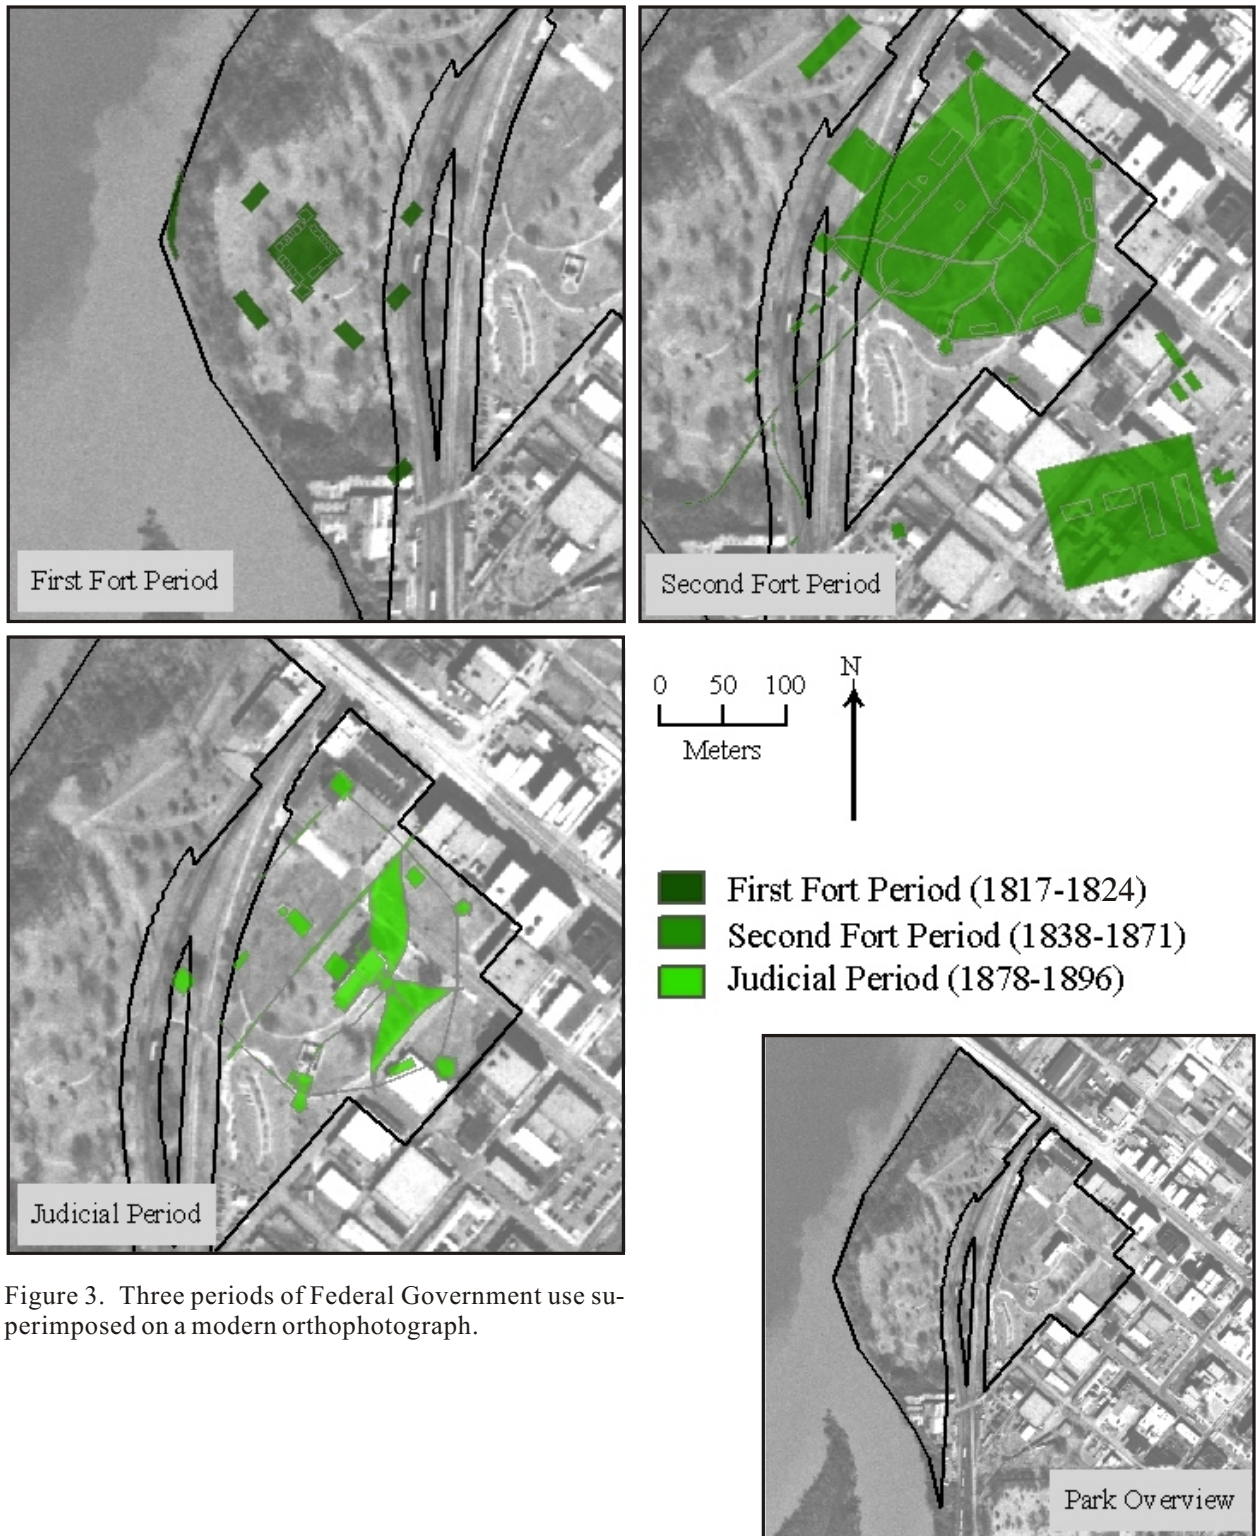 First Fort Period
Second Fort Period
Judicial Period
0 50 100
Meters
N
First Fort Period (1817-1824)
Second Fort Period (1838-1871)
Judicial Period (1878-1896)
Park Overview
Figure 3. Three periods of Federal Government use su-
perimposed on a modern orthophotograph.